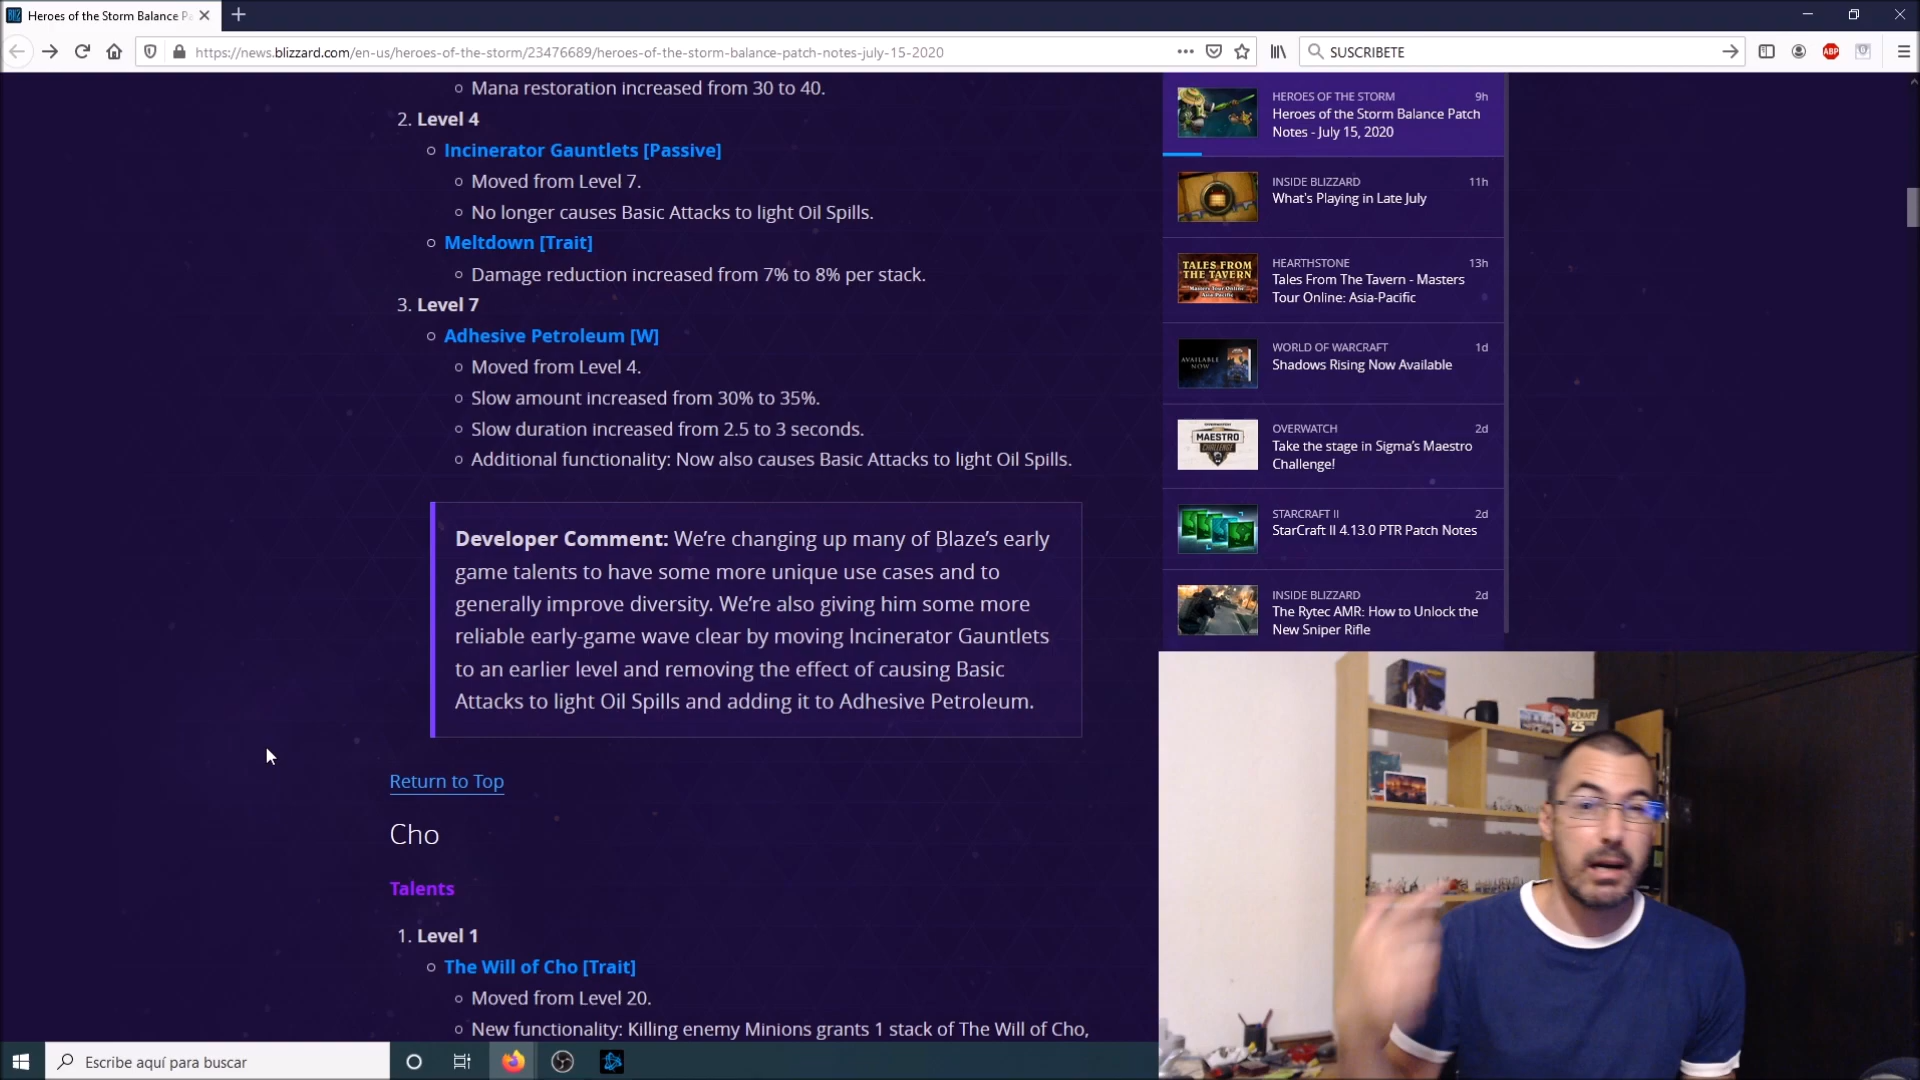 Heroes of the Storm Balance P
https://news.blizzard.com/en-us/heroes-of-the-storm/23476689/heroes-of-the-storm-balance-patch-notes-july-15-2020
SUSCRIBETE
ABP
Mana restoration increased from 30 to 40.
2. Level 4
Incinerator Gauntlets [Passive]
Moved from Level 7.
No longer causes Basic Attacks to light Oil Spills.
Meltdown [Trait]
Damage reduction increased from 7% to 8% per stack.
3. Level 7
Adhesive Petroleum [W]
Moved from Level 4.
Slow amount increased from 30% to 35%.
Slow duration increased from 2.5 to 3 seconds.
Additional functionality: Now also causes Basic Attacks to light Oil Spills.
Developer Comment: We’re changing up many of Blaze’s early
game talents to have some more unique use cases and to
generally improve diversity. We’re also giving him some more
reliable early-game wave clear by moving Incinerator Gauntlets
to an earlier level and removing the effect of causing Basic
Attacks to light Oil Spills and adding it to Adhesive Petroleum.
Return to Top
Cho
Talents
1. Level 1
The Will of Cho [Trait]
Moved from Level 20.
New functionality: Killing enemy Minions grants 1 stack of The Will of Cho,
HEROES OF THE STORM 9h
Heroes of the Storm Balance Patch
Notes - July 15, 2020
INSIDE BLIZZARD 11h
What's Playing in Late July
TALES FROM
THE TAVERN
Masters Tour Online:
Asia-Pacific
HEARTHSTONE 13h
Tales From The Tavern - Masters
Tour Online: Asia-Pacific
AVAILABLE
NOW
WORLD OF WARCRAFT 1d
Shadows Rising Now Available
MAESTRO
CHALLENGE
OVERWATCH 2d
Take the stage in Sigma’s Maestro
Challenge!
STARCRAFT II 2d
StarCraft II 4.13.0 PTR Patch Notes
INSIDE BLIZZARD 2d
The Rytec AMR: How to Unlock the
New Sniper Rifle
25
Escribe aquí para buscar